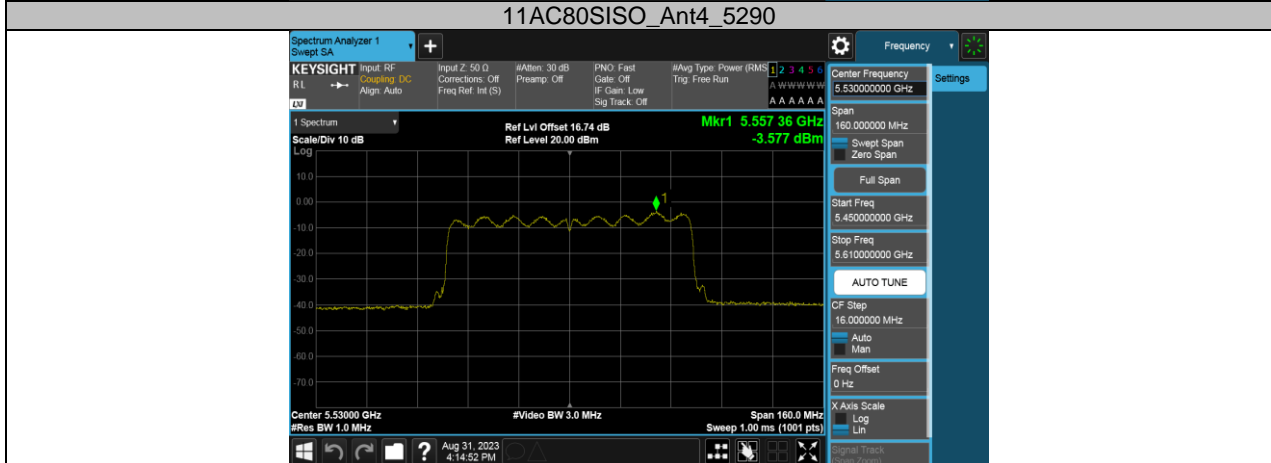 11AC80SISO_Ant4_5290
Spectrum Analyzer 1
Swept SA
+
Frequency
KEYSIGHT
RL
LXI
Input: RF
Coupling: DC
Align: Auto
Input Z: 50 Ω
Corrections: Off
Freq Ref: Int (S)
#Atten: 30 dB
Preamp: Off
PNO: Fast
Gate: Off
IF Gain: Low
Sig Track: Off
#Avg Type: Power (RMS
Trig: Free Run
1 2 3 4 5 6
A W W W W W
A A A A A A
1 Spectrum
Scale/Div 10 dB
Log
Ref Lvl Offset 16.74 dB
Ref Level 20.00 dBm
Mkr1 5.557 36 GHz
-3.577 dBm
10.0
0.00
-10.0
-20.0
-30.0
-40.0
-50.0
-60.0
-70.0
1
Center 5.53000 GHz
#Res BW 1.0 MHz
#Video BW 3.0 MHz
Span 160.0 MHz
Sweep 1.00 ms (1001 pts)
Center Frequency
5.530000000 GHz
Settings
Span
160.000000 MHz
Swept Span
Zero Span
Full Span
Start Freq
5.450000000 GHz
Stop Freq
5.610000000 GHz
AUTO TUNE
CF Step
16.000000 MHz
Auto
Man
Freq Offset
0 Hz
X Axis Scale
Log
Lin
Signal Track
(Span Zoom)
?
Aug 31, 2023
4:14:52 PM